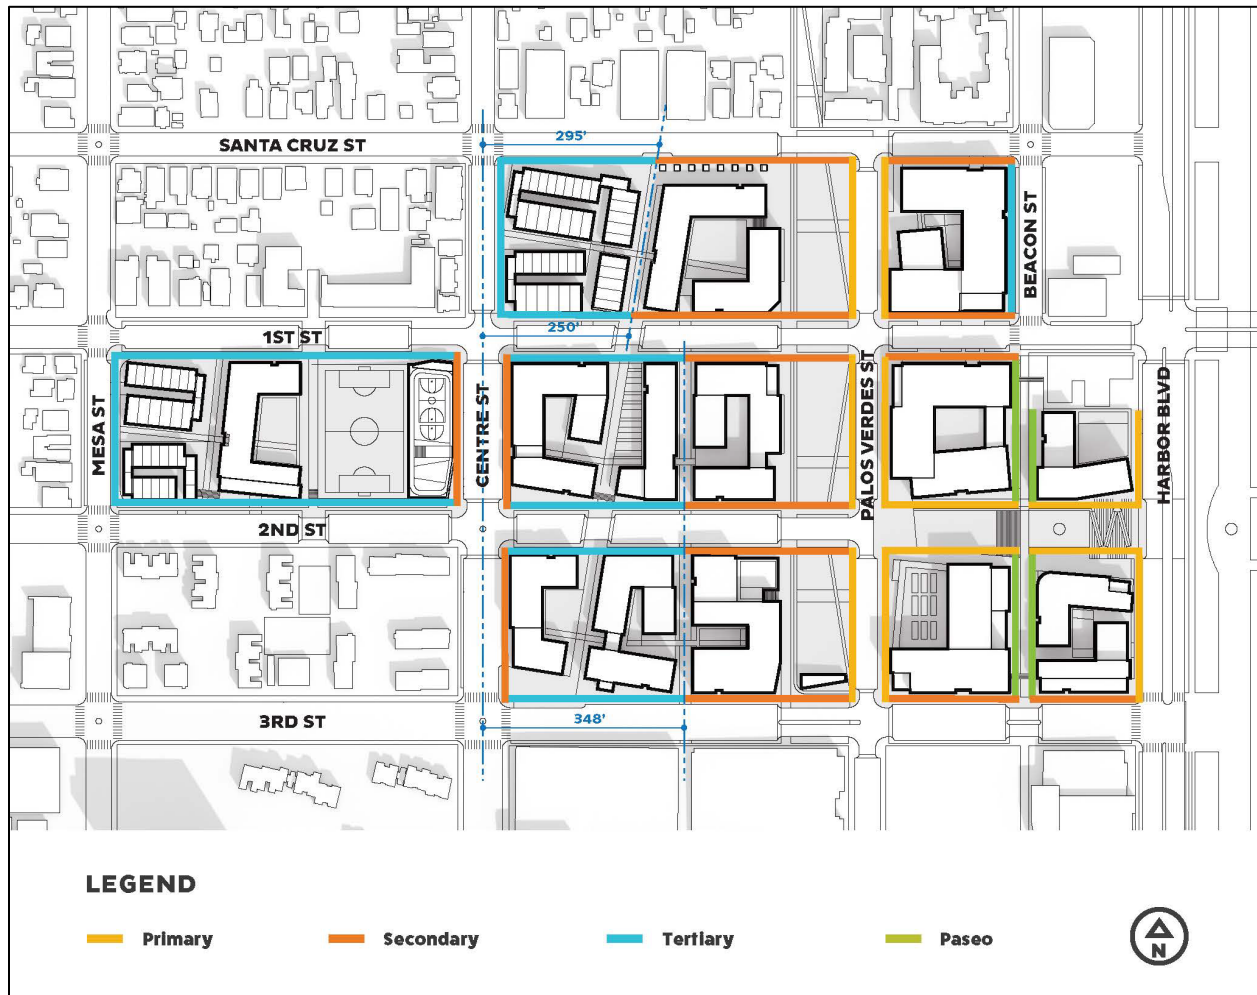 295'
SANTA CRUZ ST
BEACON ST
250'
1ST ST
MESA ST
CENTRE ST
PALOS VERDES ST
HARBOR BLVD
2ND ST
348'
3RD ST
LEGEND
Primary
Secondary
Tertiary
Paseo
N